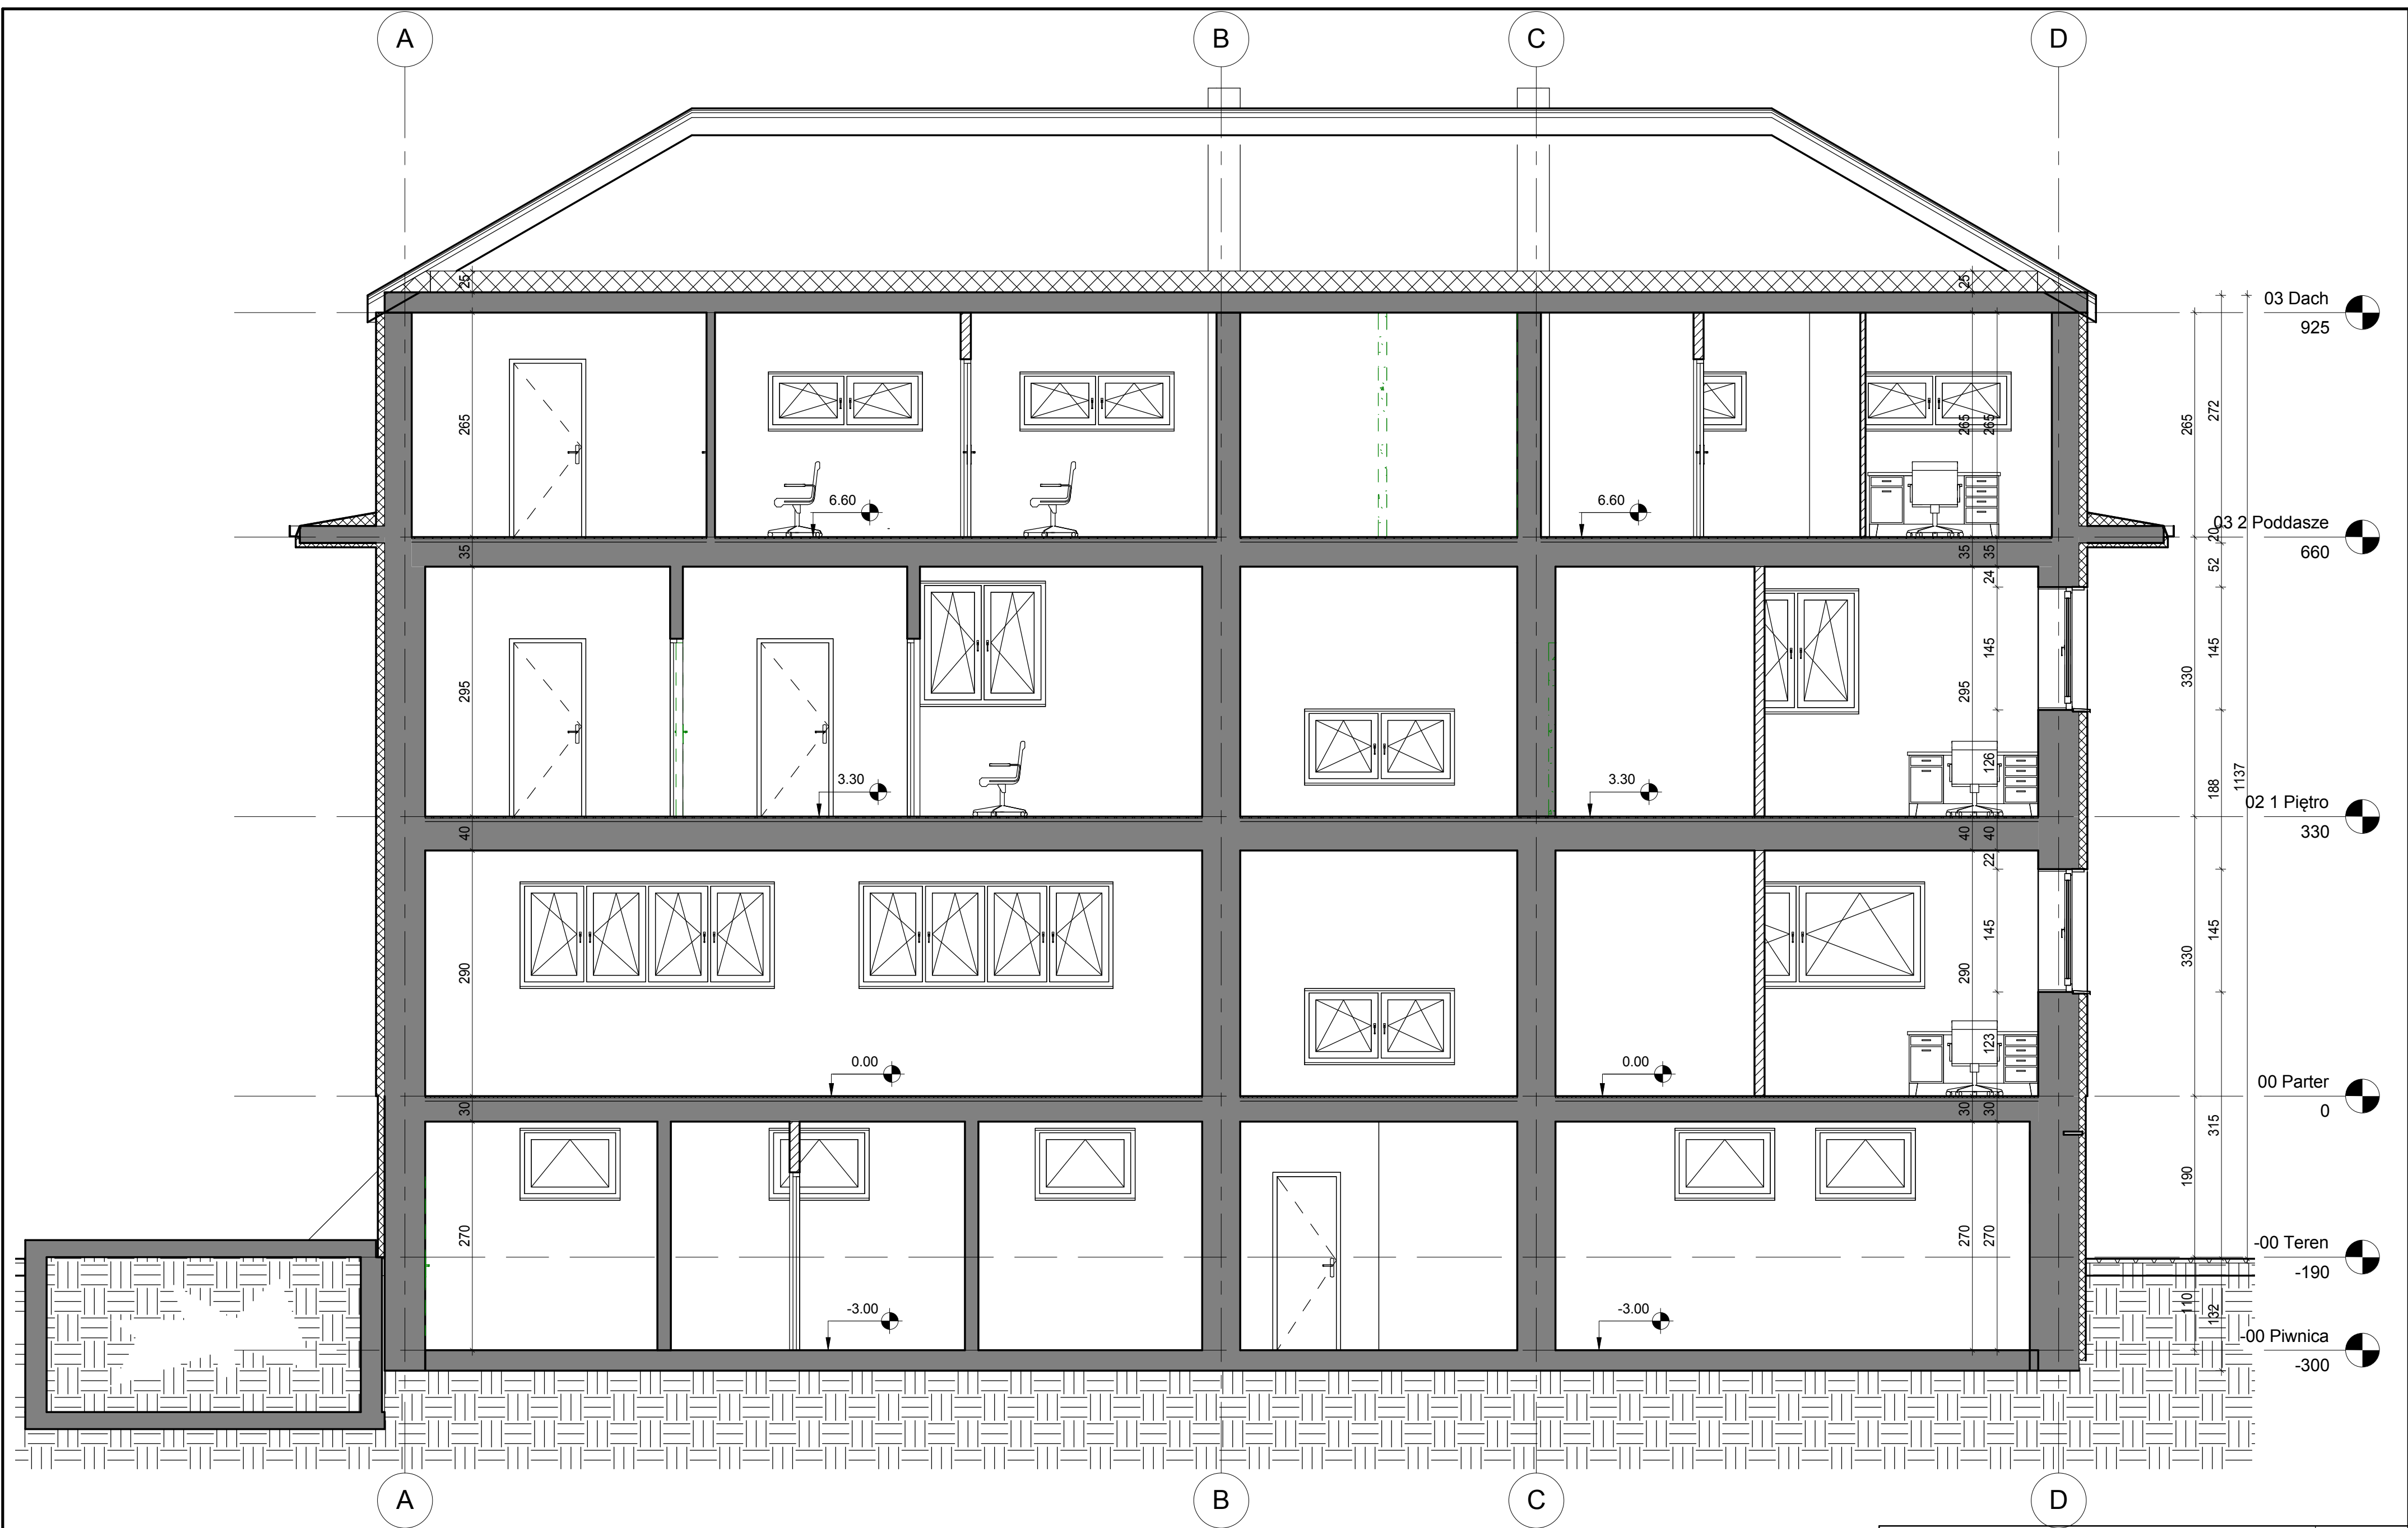 A B C D
25 25
03 Dach
925
265 265 265 265 272
6.60 6.60
03 2 Poddasze
660
20
35 35 35
52
24
295 295 145 145 330
3.30 3.30
126 188 1137
02 1 Piętro
330
40 40 40
22
290 290 145 145 330
0.00 0.00
123
00 Parter
0
30 30 30
315
190
270 270 270
-00 Teren
-190
-3.00 -3.00
110 132
-00 Piwnica
-300
A B C D